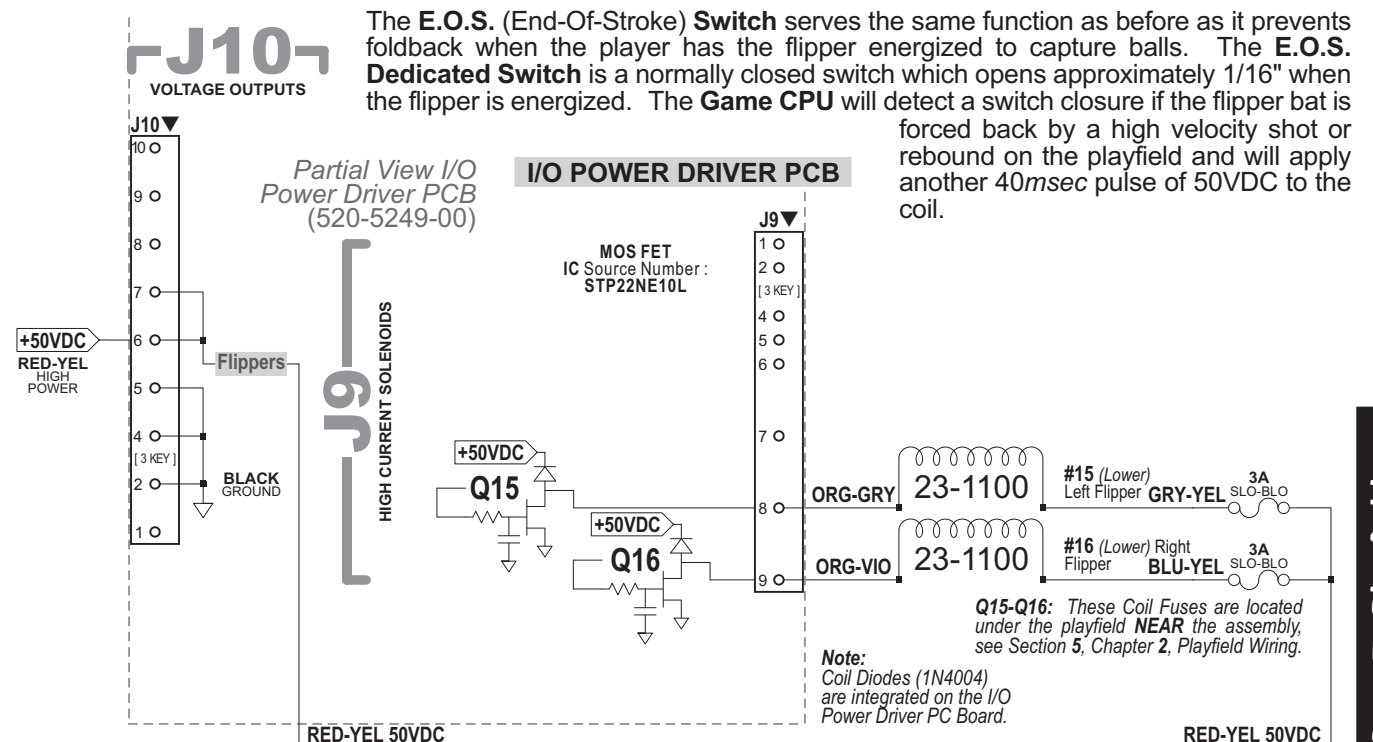 The E.O.S. (End-Of-Stroke) Switch serves the same function as before as it prevents
foldback when the player has the flipper energized to capture balls. The E.O.S.
Dedicated Switch is a normally closed switch which opens approximately 1/16" when
the flipper is energized. The Game CPU will detect a switch closure if the flipper bat is
forced back by a high velocity shot or
rebound on the playfield and will apply
another 40msec pulse of 50VDC to the
coil.
J10
VOLTAGE OUTPUTS
J10▼
10
9
8
7
6
5
4
[ 3 KEY ]
2
1
+50VDC
RED-YEL
HIGH
POWER
Flippers
BLACK
GROUND
Partial View I/O
Power Driver PCB
(520-5249-00)
I/O POWER DRIVER PCB
J9
HIGH CURRENT SOLENOIDS
MOS FET
IC Source Number :
STP22NE10L
J9▼
1
2
[ 3 KEY ]
4
5
6
7
8
9
+50VDC
Q15
+50VDC
Q16
ORG-GRY
23-1100
#15 (Lower)
Left Flipper GRY-YEL
3A
SLO-BLO
ORG-VIO
23-1100
#16 (Lower) Right
Flipper BLU-YEL
3A
SLO-BLO
Q15-Q16: These Coil Fuses are located
under the playfield NEAR the assembly,
see Section 5, Chapter 2, Playfield Wiring.
Note:
Coil Diodes (1N4004)
are integrated on the I/O
Power Driver PC Board.
RED-YEL 50VDC
RED-YEL 50VDC